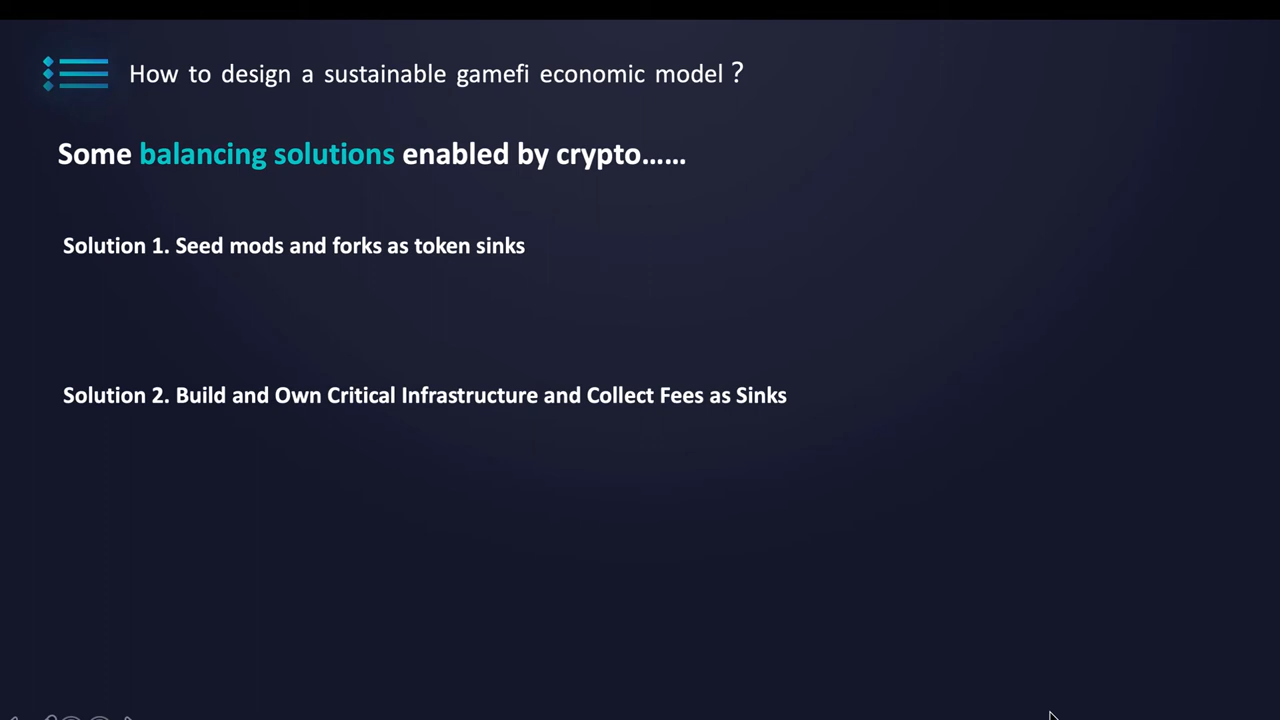 How to design a sustainable gamefi economic model？
Some balancing solutions enabled by crypto……
Solution 1. Seed mods and forks as token sinks
Solution 2. Build and Own Critical Infrastructure and Collect Fees as Sinks